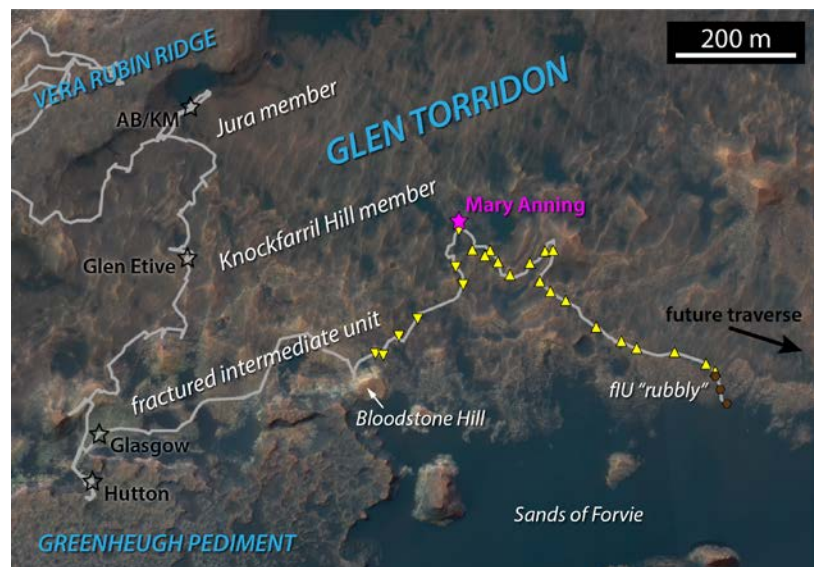 VERA RUBIN RIDGE
200 m
AB/KM
Jura member
GLEN TORRIDON
Mary Anning
Knockfarril Hill member
Glen Etive
future traverse
fractured intermediate unit
fIU "rubbly"
Bloodstone Hill
Glasgow
Hutton
Sands of Forvie
GREENHEUGH PEDIMENT